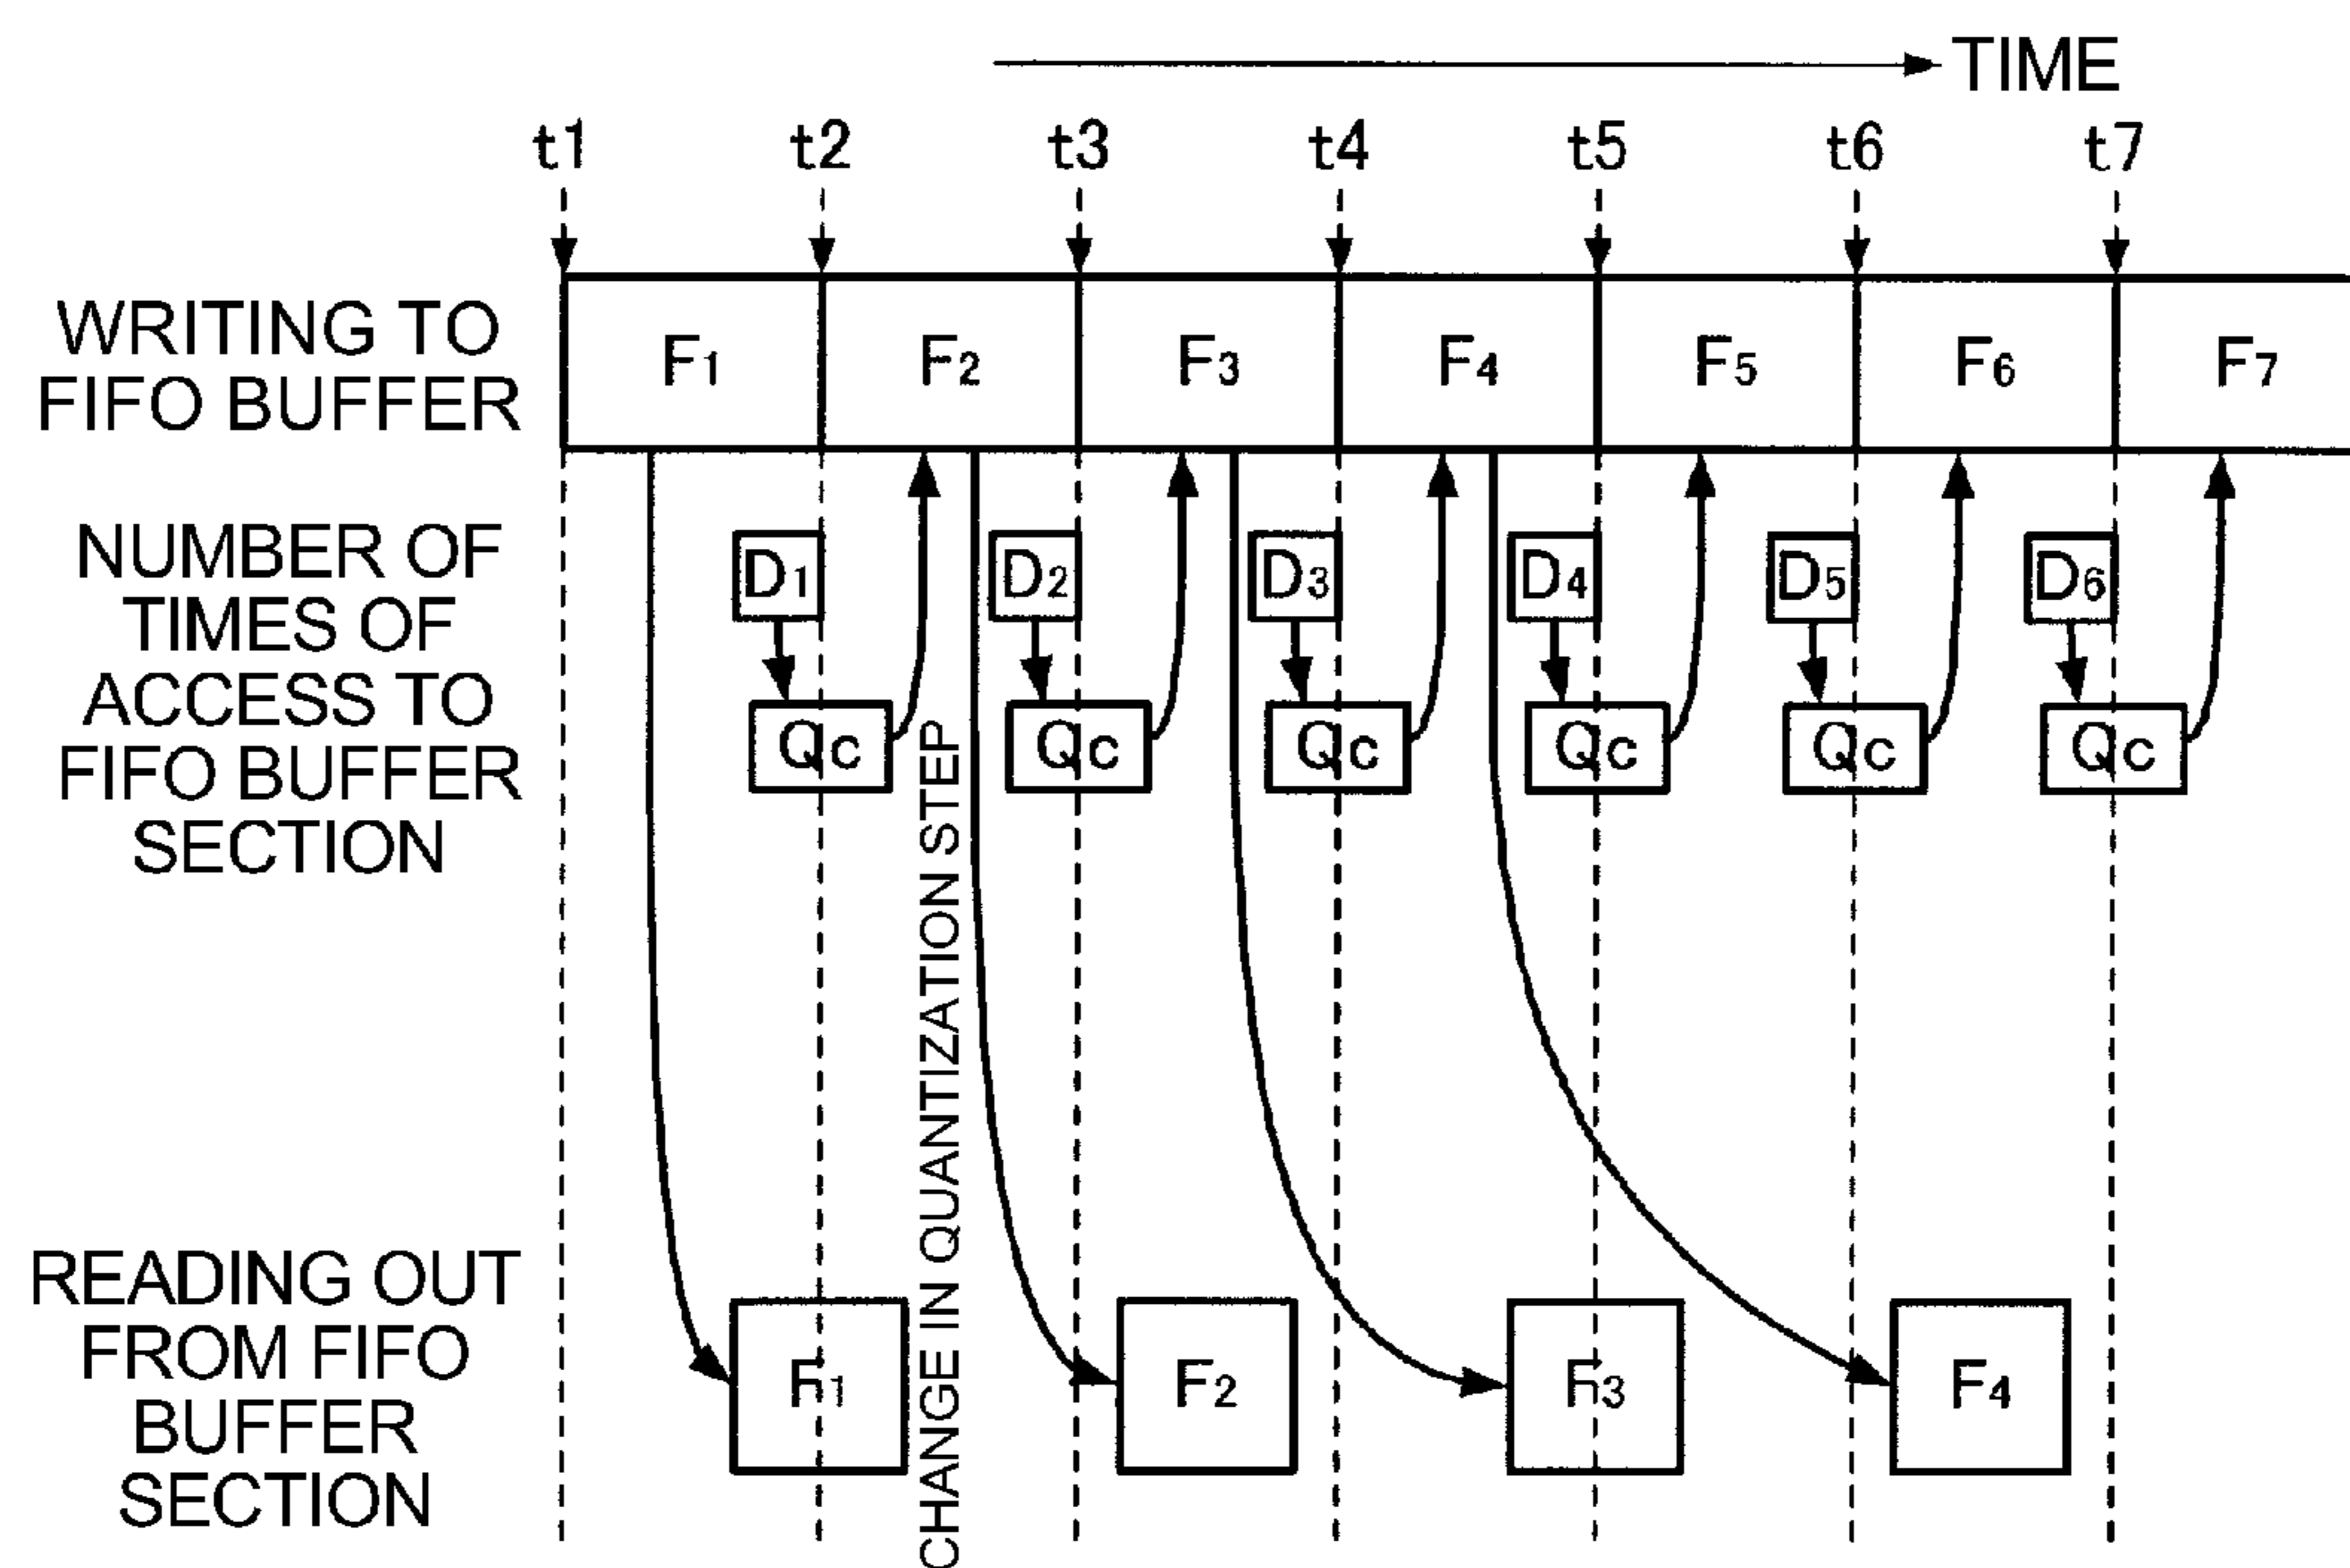 TIME
t1 t2 t3 t4 t5 t6 t7
WRITING TO
FIFO BUFFER
F1 F2 F3 F4 F5 F6 F7
NUMBER OF
TIMES OF
ACCESS TO
FIFO BUFFER
SECTION
D1 D2 D3 D4 D5 D6
Qc Qc Qc Qc Qc Qc
CHANGE IN QUANTIZATION STEP
READING OUT
FROM FIFO
BUFFER
SECTION
F1 F2 F3 F4